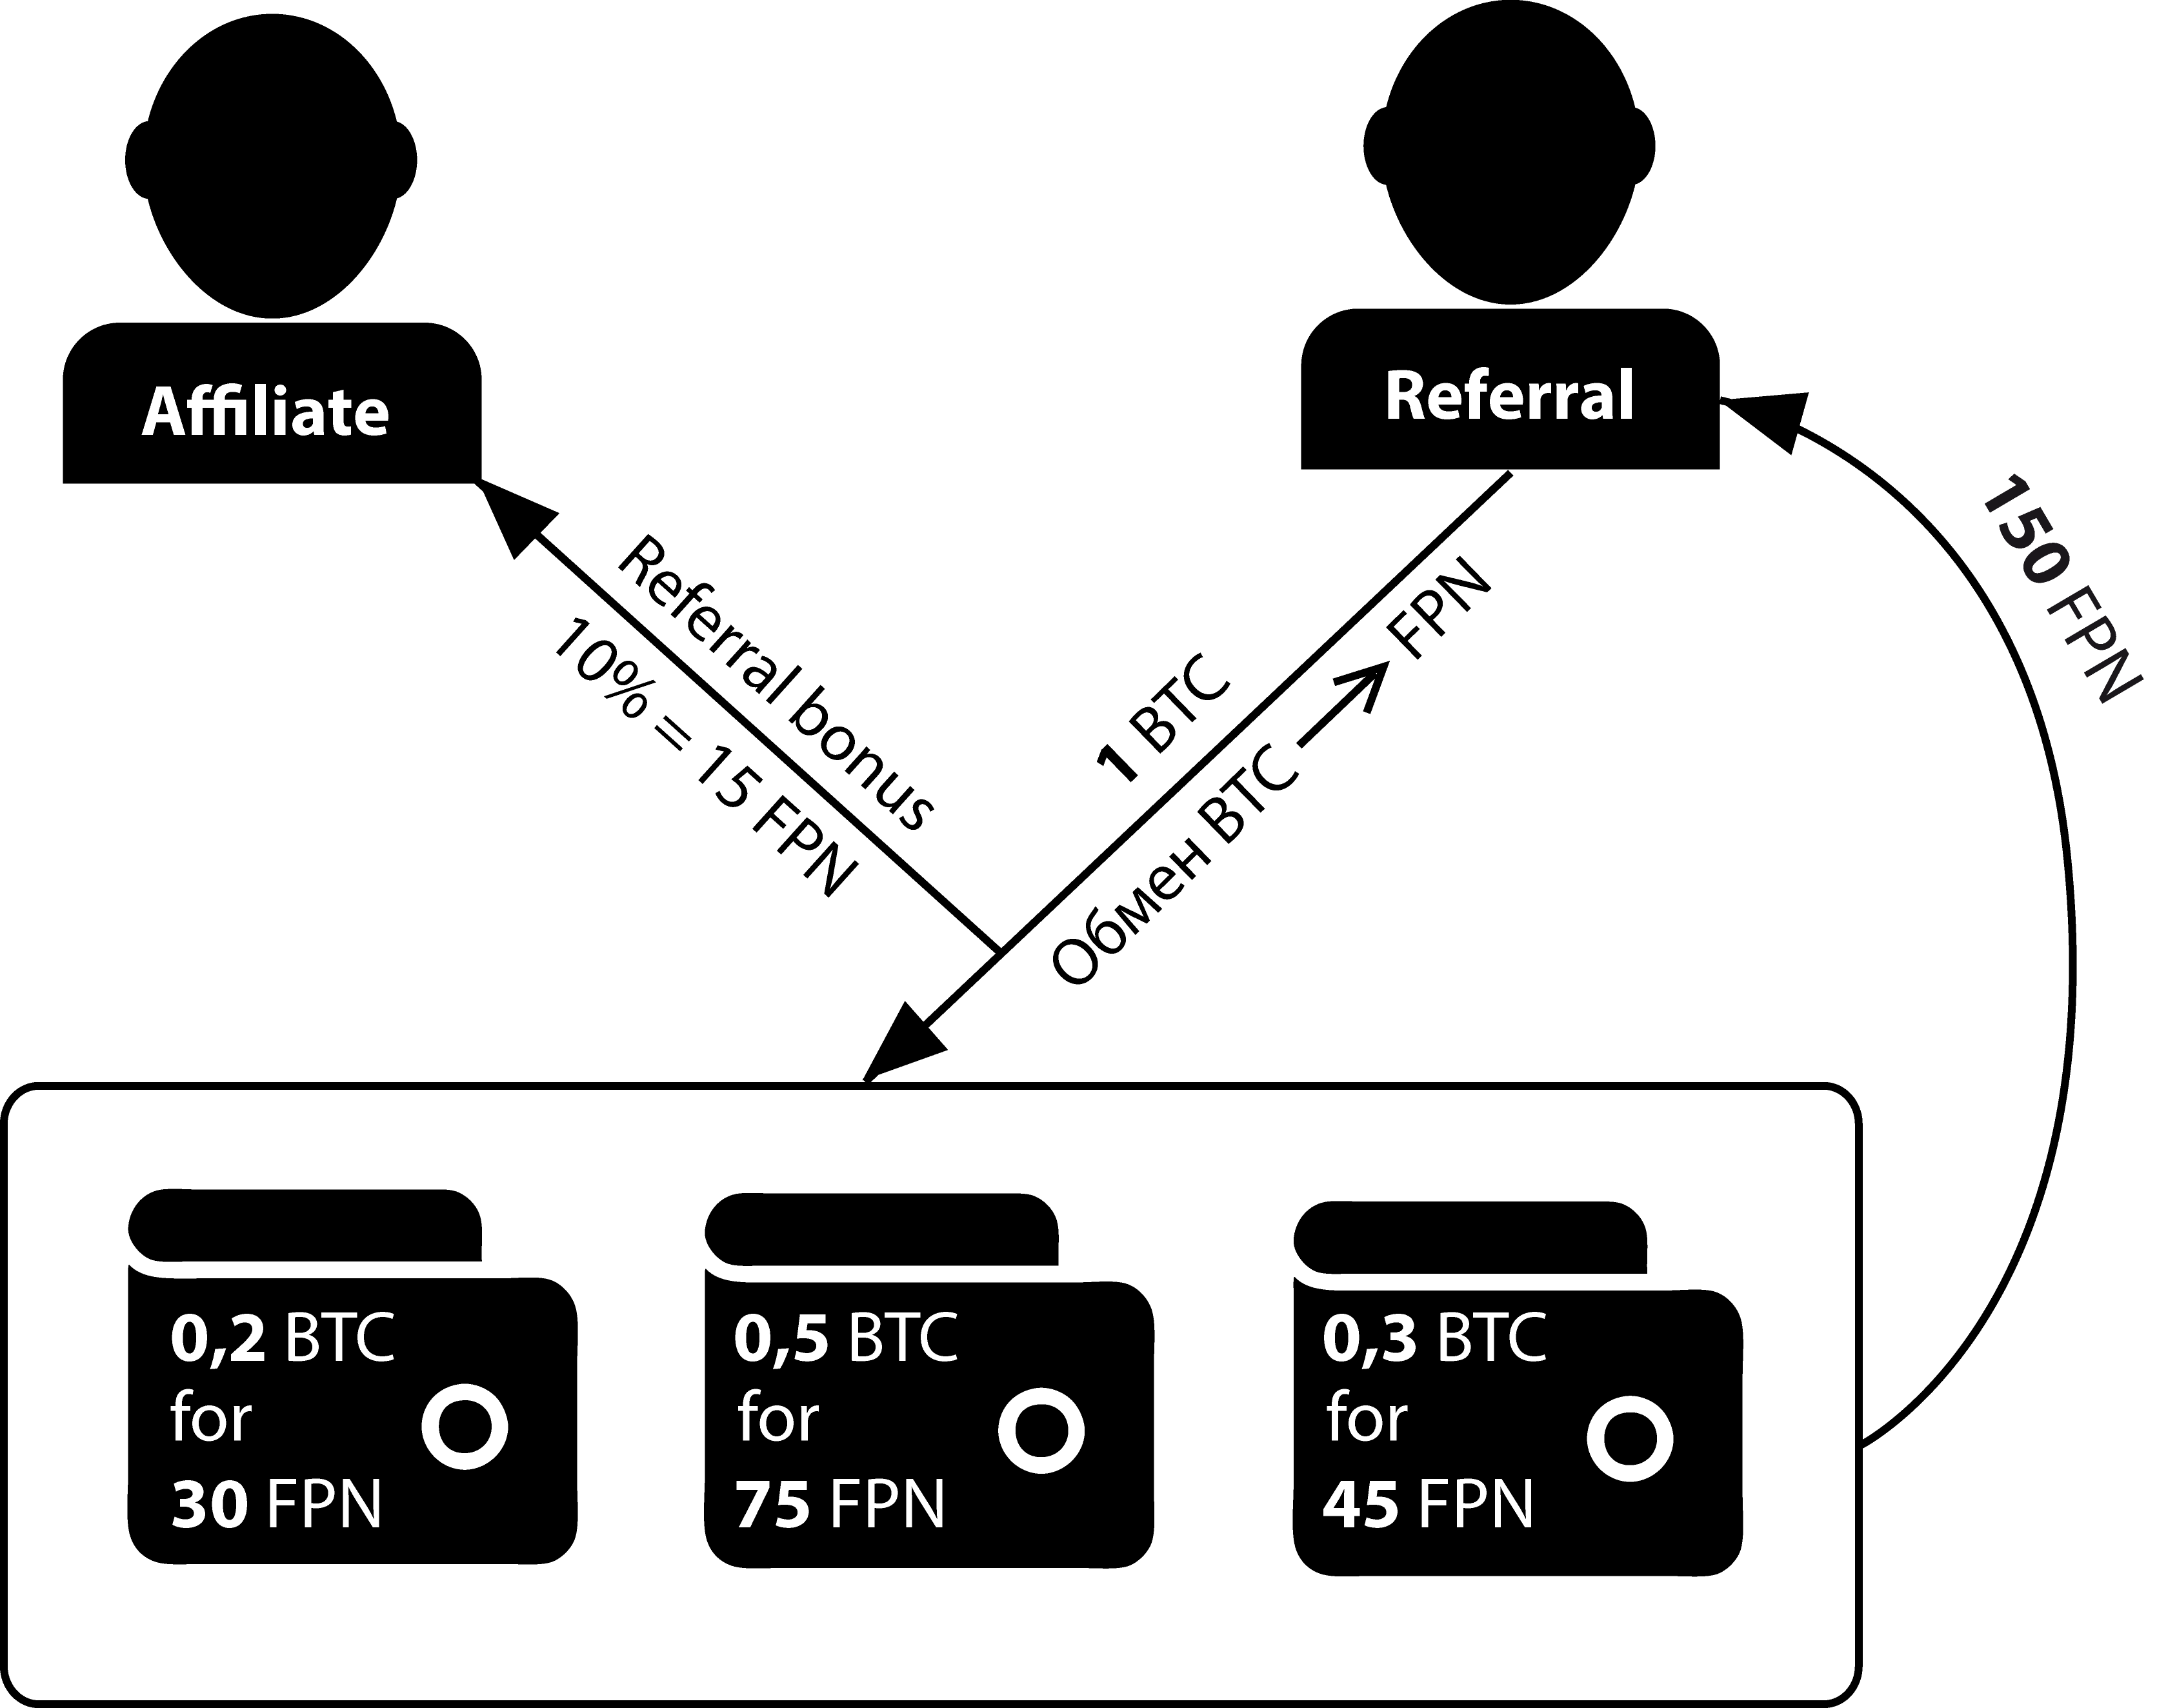 Affiliate
Referral
Referral bonus
10% = 15 FPN
1 BTC
Обмен BTC → FPN
150 FPN
0,2 BTC
for
30 FPN
0,5 BTC
for
75 FPN
0,3 BTC
for
45 FPN